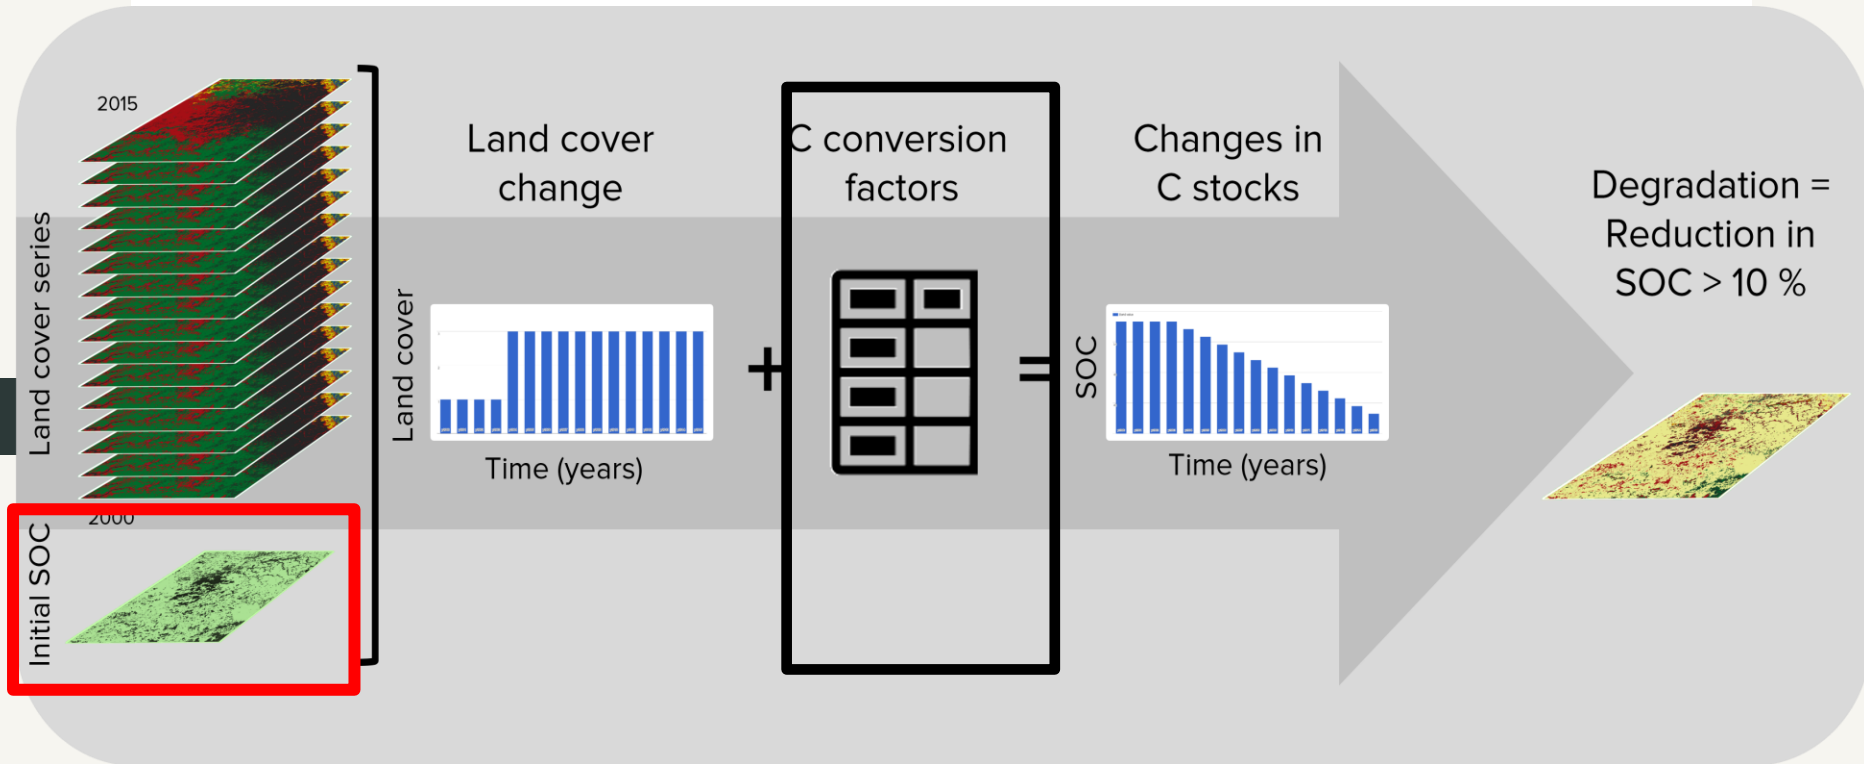 2015
Land cover series
2000
Initial SOC
Land cover
change
Land cover
Time (years)
+
C conversion
factors
=
Changes in
C stocks
SOC
Time (years)
Degradation =
Reduction in
SOC > 10 %